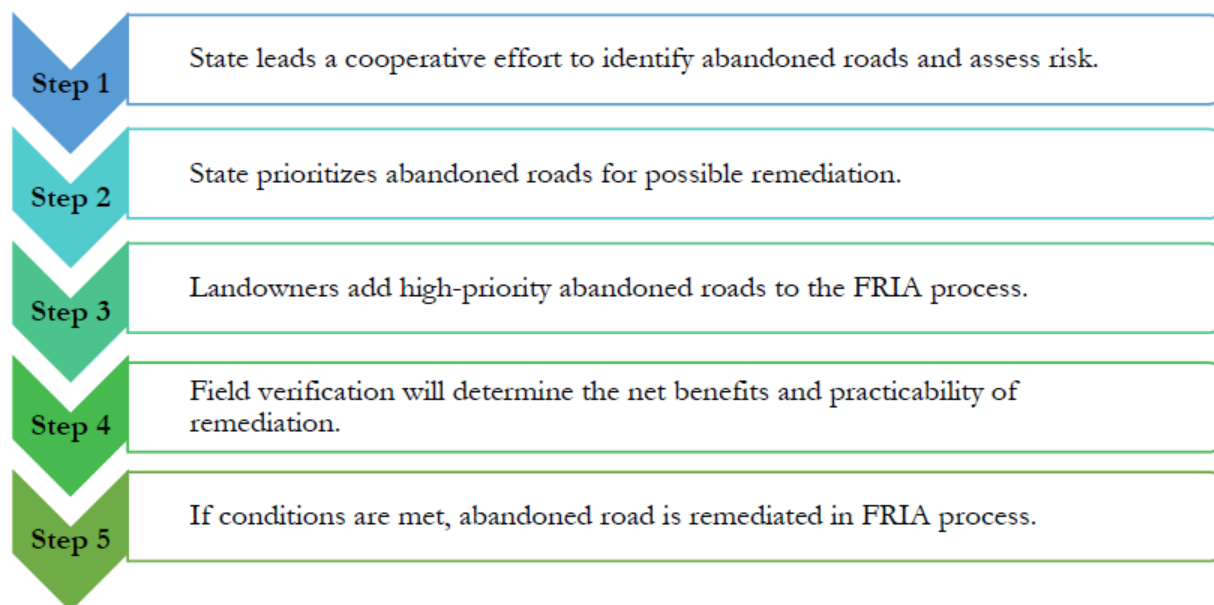 Step 1
State leads a cooperative effort to identify abandoned roads and assess risk.
Step 2
State prioritizes abandoned roads for possible remediation.
Step 3
Landowners add high-priority abandoned roads to the FRIA process.
Step 4
Field verification will determine the net benefits and practicability of
remediation.
Step 5
If conditions are met, abandoned road is remediated in FRIA process.